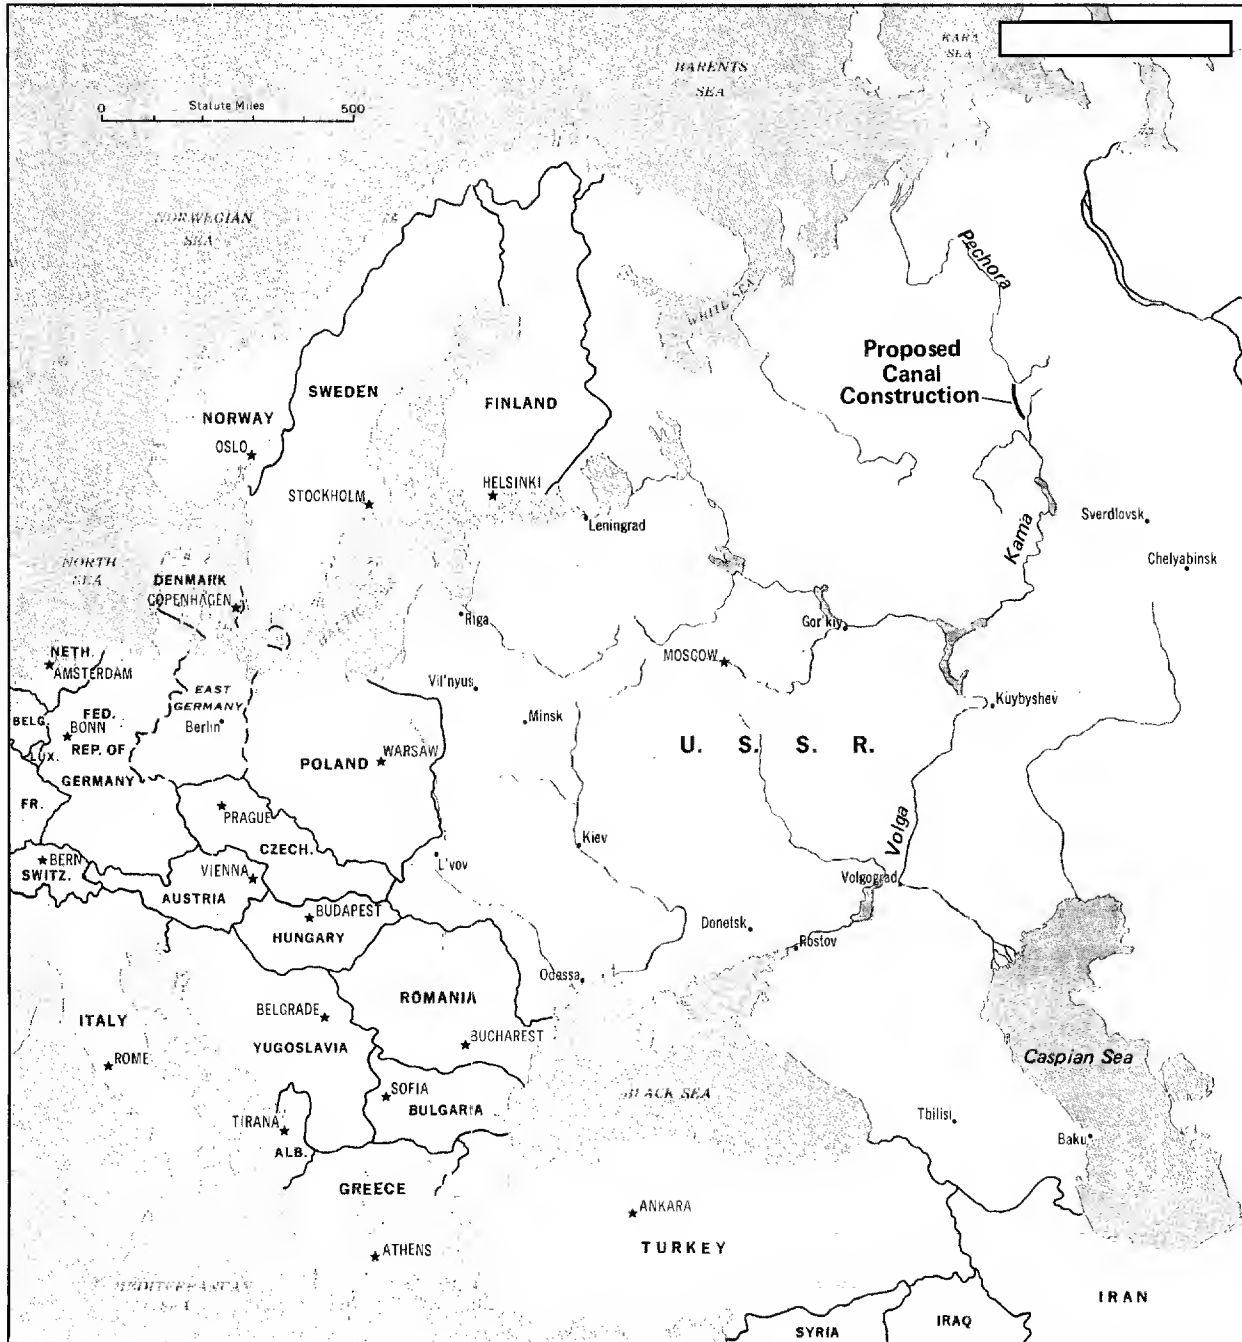 KARA
SEA
BARENTS
SEA
0 Statute Miles 500
NORWEGIAN
SEA
Pechora
WHITE SEA
Proposed
Canal
Construction
SWEDEN
NORWAY
FINLAND
OSLO
STOCKHOLM
HELSINKI
Leningrad
Sverdlovsk
Kama
Chelyabinsk
NORTH
SEA
DENMARK
COPENHAGEN
BALTIC
Riga
Gor'kiy
MOSCOW
NETH.
AMSTERDAM
Vil'nyus
EAST
GERMANY
Berlin
Minsk
Kuybyshev
BELG.
FED.
BONN
REP. OF
LUX.
GERMANY
POLAND
WARSAW
U. S. S. R.
FR.
PRAGUE
CZECH.
Kiev
Volga
L'vov
BERN
SWITZ.
VIENNA
AUSTRIA
Volgograd
BUDAPEST
HUNGARY
Donetsk
Rostov
Odessa
ROMANIA
ITALY
BELGRADE
YUGOSLAVIA
BUCHAREST
ROME
Caspian Sea
SOFIA
BULGARIA
BLACK SEA
TIRANA
ALB.
Tbilisi
Baku
GREECE
ANKARA
TURKEY
ATHENS
MEDITERRANEAN
SEA
IRAN
SYRIA
IRAQ